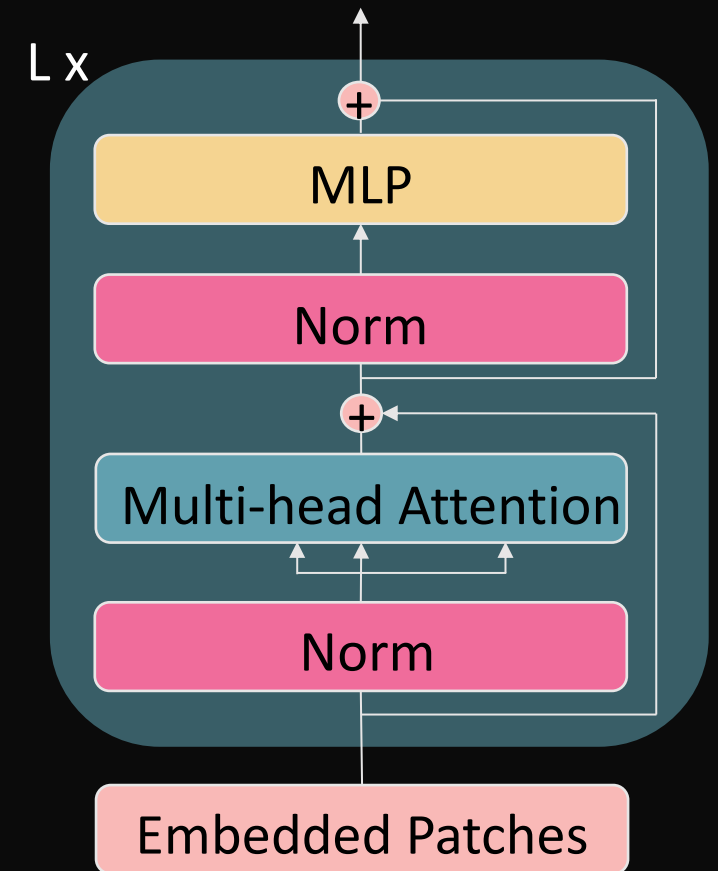 L x
+
MLP
Norm
+
Multi-head Attention
Norm
Embedded Patches